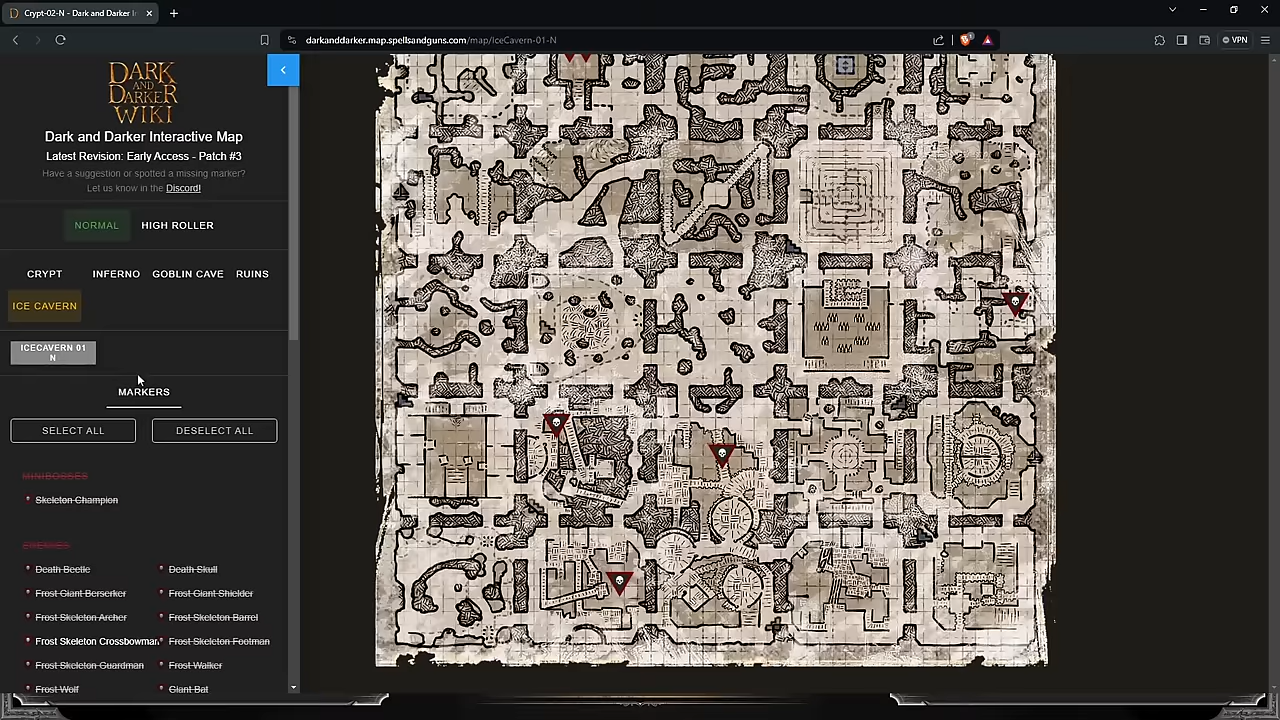 Crypt-02-N - Dark and Darker In
darkanddarker.map.spellsandguns.com/map/IceCavern-01-N
VPN
DARK
AND
DARKER
WIKI
Dark and Darker Interactive Map
Latest Revision: Early Access - Patch #3
Have a suggestion or spotted a missing marker?
Let us know in the Discord!
NORMAL HIGH ROLLER
CRYPT INFERNO GOBLIN CAVE RUINS
ICE CAVERN
ICECAVERN 01
N
MARKERS
SELECT ALL DESELECT ALL
MINIBOSSES
Skeleton Champion
ENEMIES
Death Beetle Death Skull
Frost Giant Berserker Frost Giant Shielder
Frost Skeleton Archer Frost Skeleton Barrel
Frost Skeleton Crossbowman Frost Skeleton Footman
Frost Skeleton Guardman Frost Walker
Frost Wolf Giant Bat